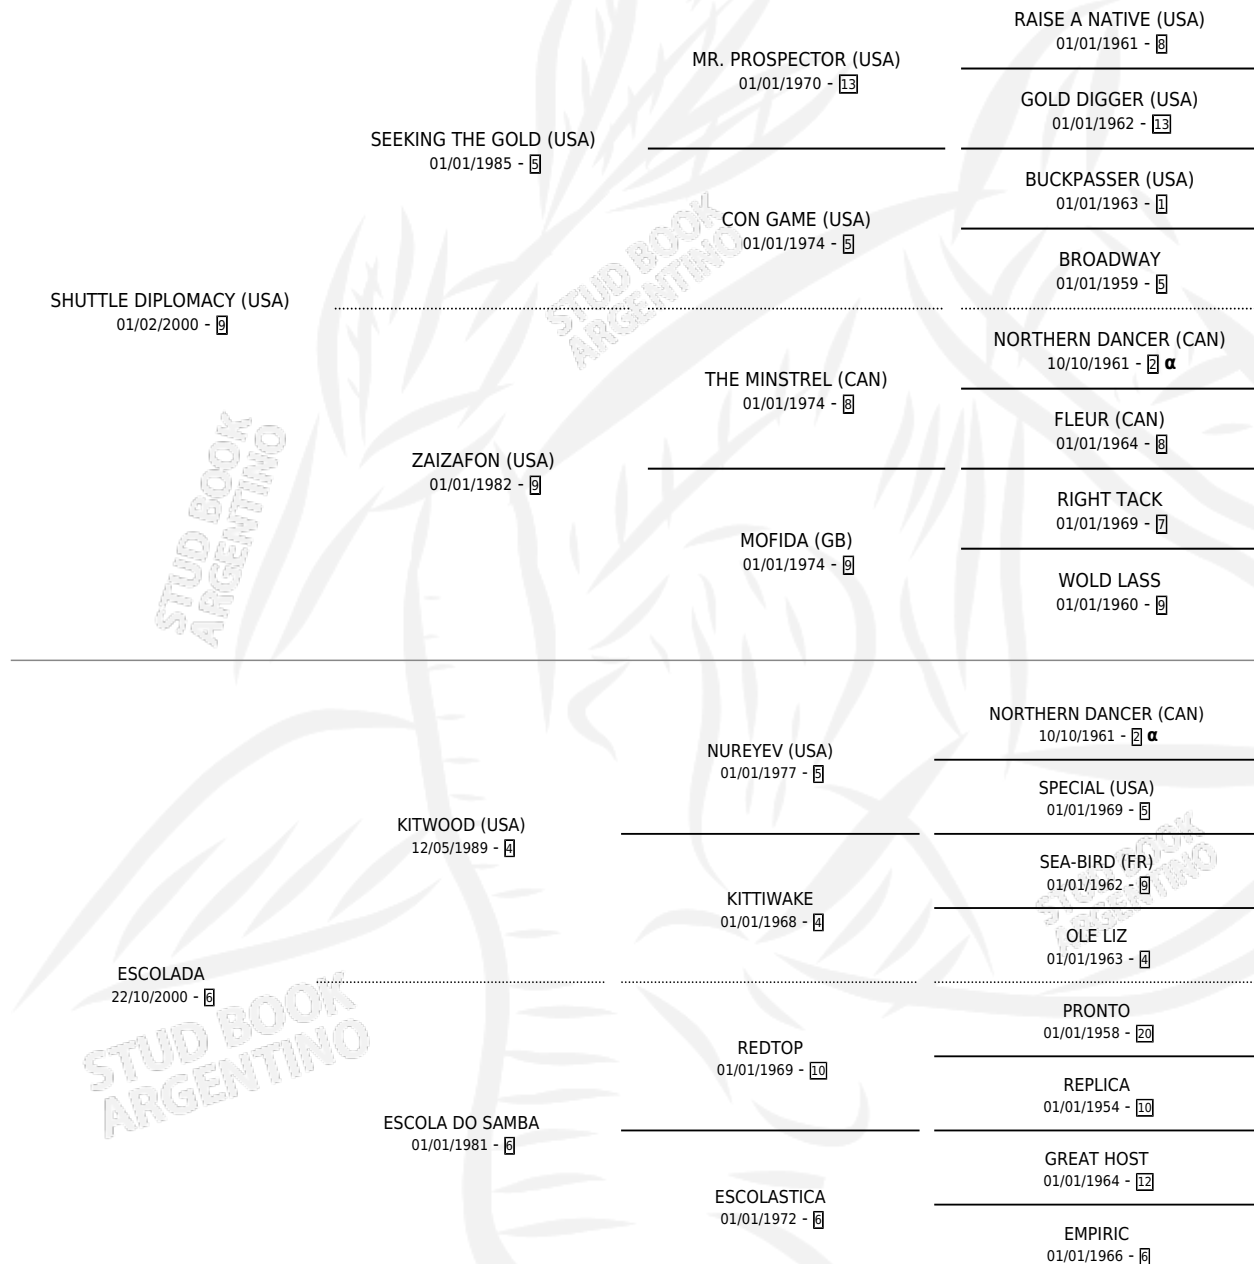 RAISE A NATIVE (USA)
01/01/1961 - 8
MR. PROSPECTOR (USA)
01/01/1970 - 13
GOLD DIGGER (USA)
01/01/1962 - 13
SEEKING THE GOLD (USA)
01/01/1985 - 5
BUCKPASSER (USA)
01/01/1963 - 1
CON GAME (USA)
01/01/1974 - 5
BROADWAY
01/01/1959 - 5
SHUTTLE DIPLOMACY (USA)
01/02/2000 - 9
NORTHERN DANCER (CAN)
10/10/1961 - 2 α
THE MINSTREL (CAN)
01/01/1974 - 8
FLEUR (CAN)
01/01/1964 - 8
ZAIZAFON (USA)
01/01/1982 - 9
RIGHT TACK
01/01/1969 - 7
MOFIDA (GB)
01/01/1974 - 9
WOLD LASS
01/01/1960 - 9
STUD BOOK
ARGENTINO
STUD BOOK
ARGENTINO
NORTHERN DANCER (CAN)
10/10/1961 - 2 α
NUREYEV (USA)
01/01/1977 - 5
SPECIAL (USA)
01/01/1969 - 5
KITWOOD (USA)
12/05/1989 - 4
SEA-BIRD (FR)
01/01/1962 - 9
KITTIWAKE
01/01/1968 - 4
OLE LIZ
01/01/1963 - 4
ESCOLADA
22/10/2000 - 6
PRONTO
01/01/1958 - 20
REDTOP
01/01/1969 - 10
REPLICA
01/01/1954 - 10
ESCOLA DO SAMBA
01/01/1981 - 6
GREAT HOST
01/01/1964 - 12
ESCOLASTICA
01/01/1972 - 6
EMPIRIC
01/01/1966 - 6
STUD BOOK
ARGENTINO
STUD BOOK
ARGENTINO